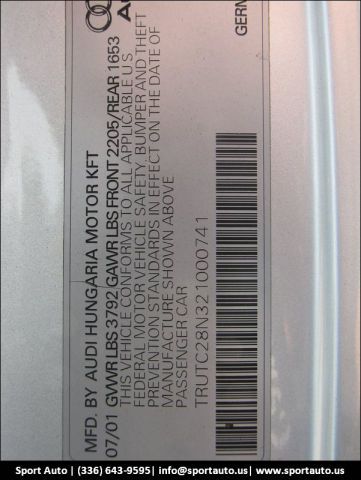 GERN
MFD. BY AUDI HUNGARIA MOTOR KFT
07/01 GVWR LBS 3792 GAWR LBS FRONT 2205/REAR 1653
THIS VEHICLE CONFORMS TO ALL APPLICABLE U S
FEDERAL MOTOR VEHICLE SAFETY, BUMPER AND THEFT
PREVENTION STANDARDS IN EFFECT ON THE DATE OF
MANUFACTURE SHOWN ABOVE
PASSENGER CAR
TRUTC28N321000741
Sport Auto | (336) 643-9595| info@sportauto.us| www.sportauto.us